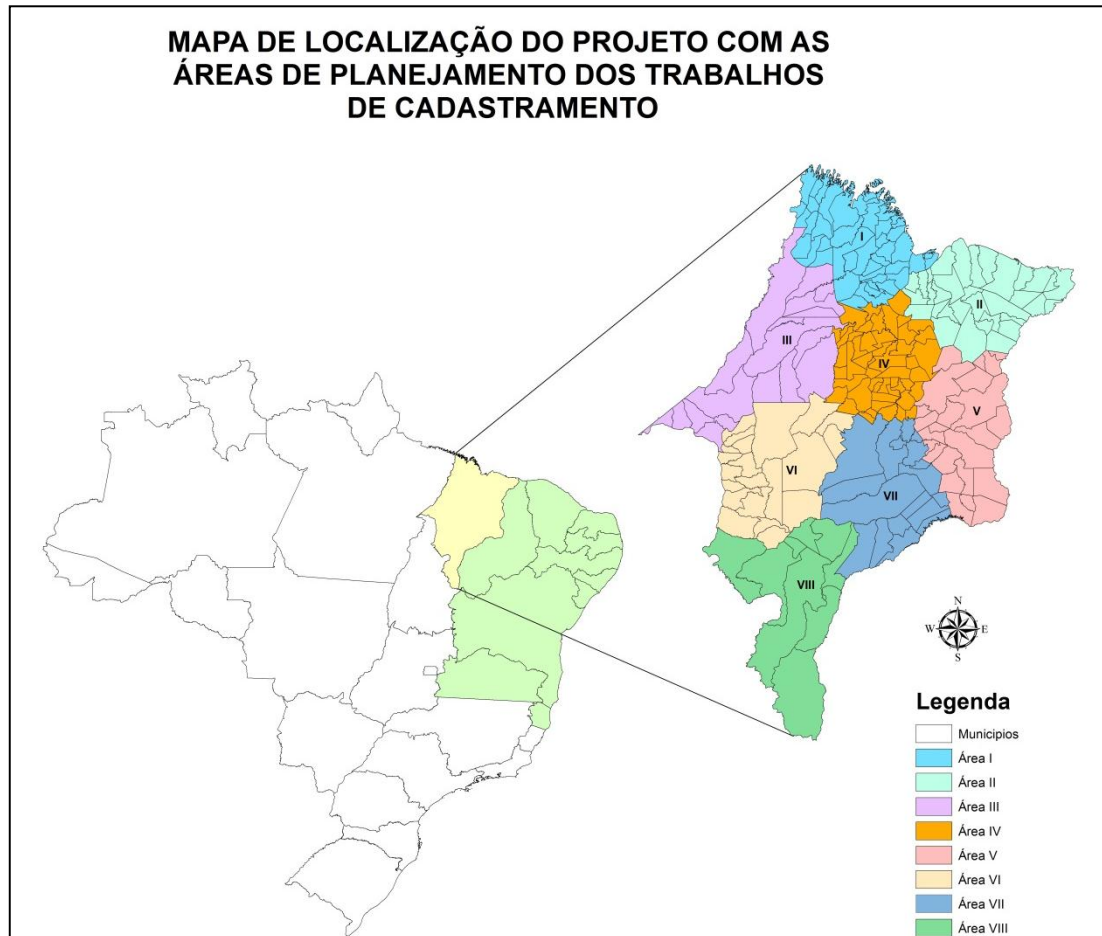 MAPA DE LOCALIZAÇÃO DO PROJETO COM AS
ÁREAS DE PLANEJAMENTO DOS TRABALHOS
DE CADASTRAMENTO
I
II
III
IV
V
VI
VII
VIII
N
W E
S
Legenda
Municipios
Área I
Área II
Área III
Área IV
Área V
Área VI
Área VII
Área VIII